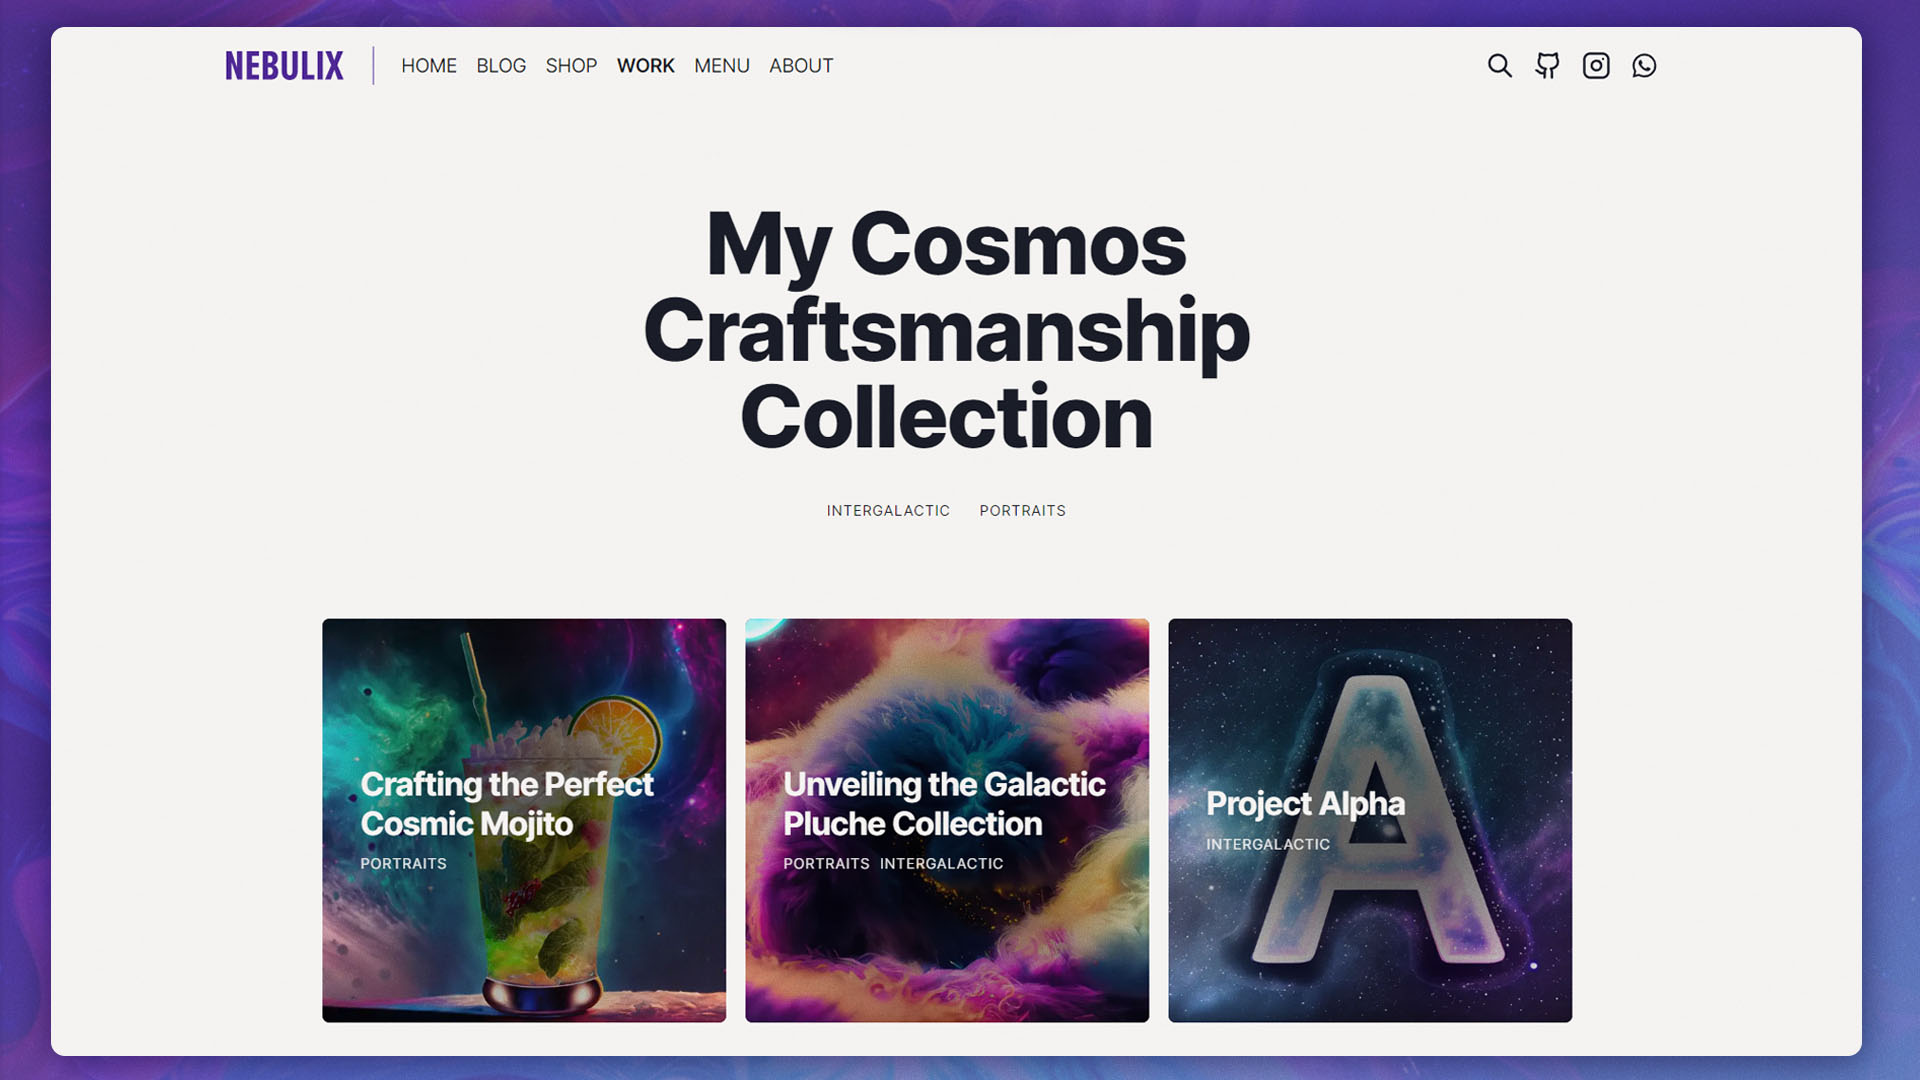 NEBULIX
HOME BLOG SHOP WORK MENU ABOUT
My Cosmos
Craftsmanship
Collection
INTERGALACTIC PORTRAITS
Crafting the Perfect
Cosmic Mojito
PORTRAITS
Unveiling the Galactic
Pluche Collection
PORTRAITS INTERGALACTIC
A
Project Alpha
INTERGALACTIC